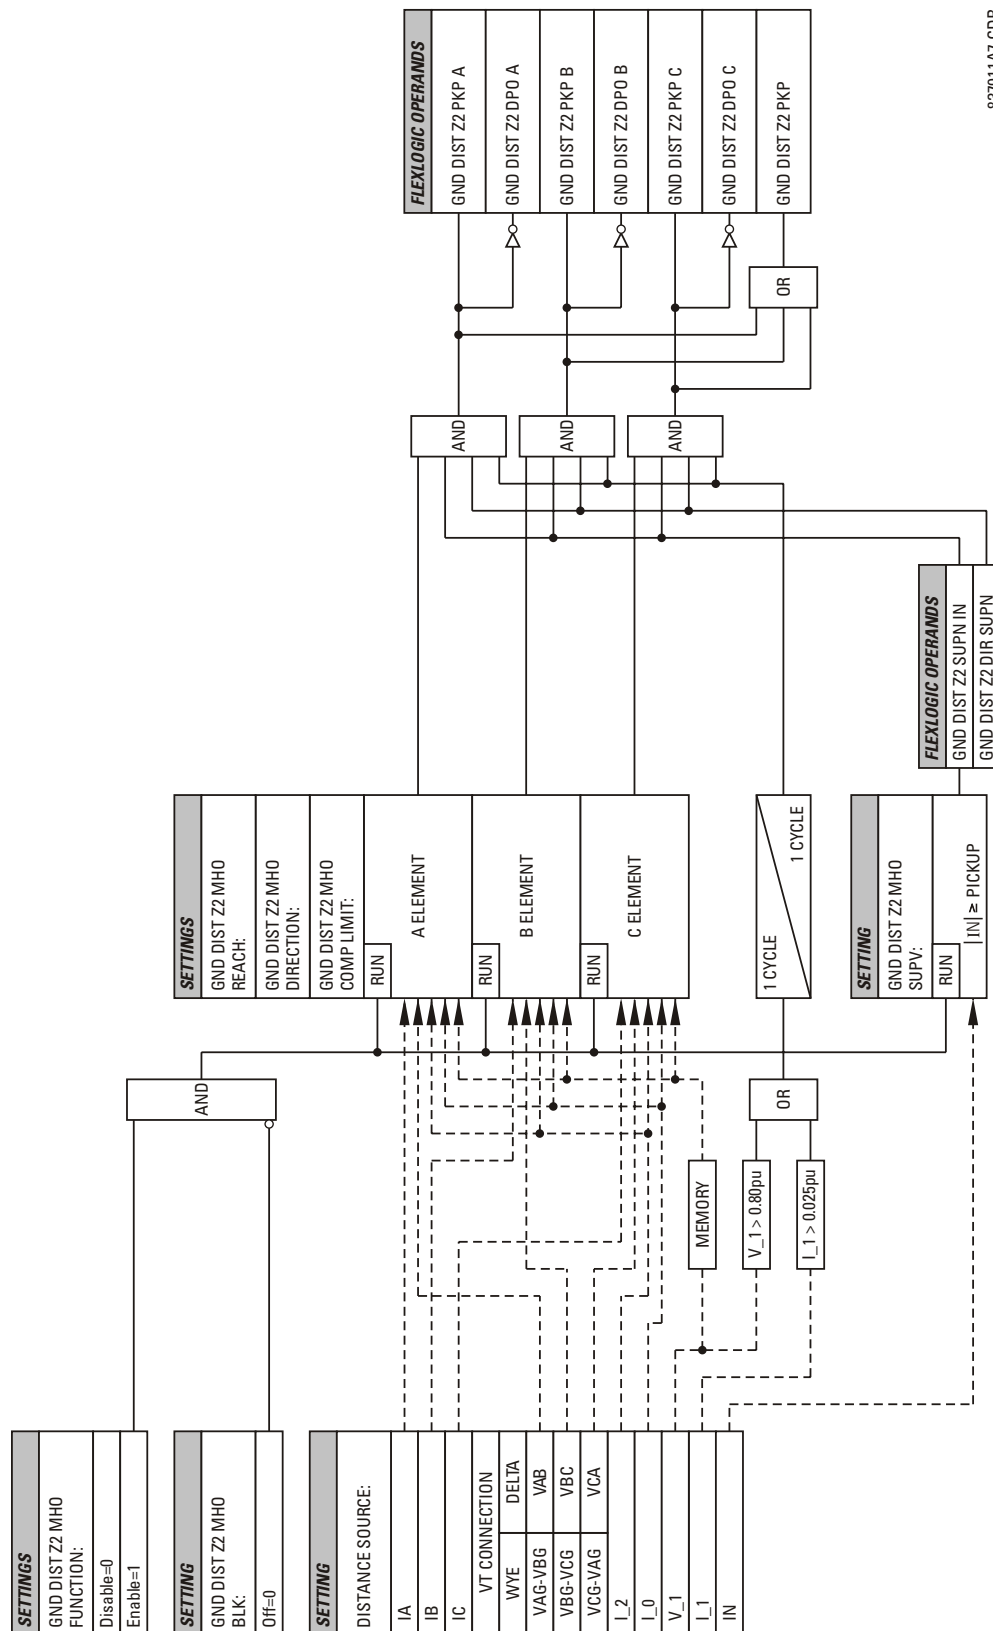 SETTINGS
GND DIST Z2 MHO
FUNCTION:
Disable=0
Enable=1
SETTING
GND DIST Z2 MHO
BLK:
Off=0
SETTING
DISTANCE SOURCE:
IA
IB
IC
VT CONNECTION
WYE
DELTA
VAG-VBG
VAB
VBG-VCG
VBC
VCG-VAG
VCA
I_2
I_0
V_1
I_1
IN
AND
MEMORY
V_1 > 0.80pu
I_1 > 0.025pu
OR
SETTINGS
GND DIST Z2 MHO
REACH:
GND DIST Z2 MHO
DIRECTION:
GND DIST Z2 MHO
COMP LIMIT:
RUN
A ELEMENT
RUN
B ELEMENT
RUN
C ELEMENT
1 CYCLE
1 CYCLE
SETTING
GND DIST Z2 MHO
SUPV:
RUN
|IN| ≥ PICKUP
FLEXLOGIC OPERANDS
GND DIST Z2 SUPN IN
GND DIST Z2 DIR SUPN
AND
AND
AND
OR
FLEXLOGIC OPERANDS
GND DIST Z2 PKP A
GND DIST Z2 DPO A
GND DIST Z2 PKP B
GND DIST Z2 DPO B
GND DIST Z2 PKP C
GND DIST Z2 DPO C
GND DIST Z2 PKP